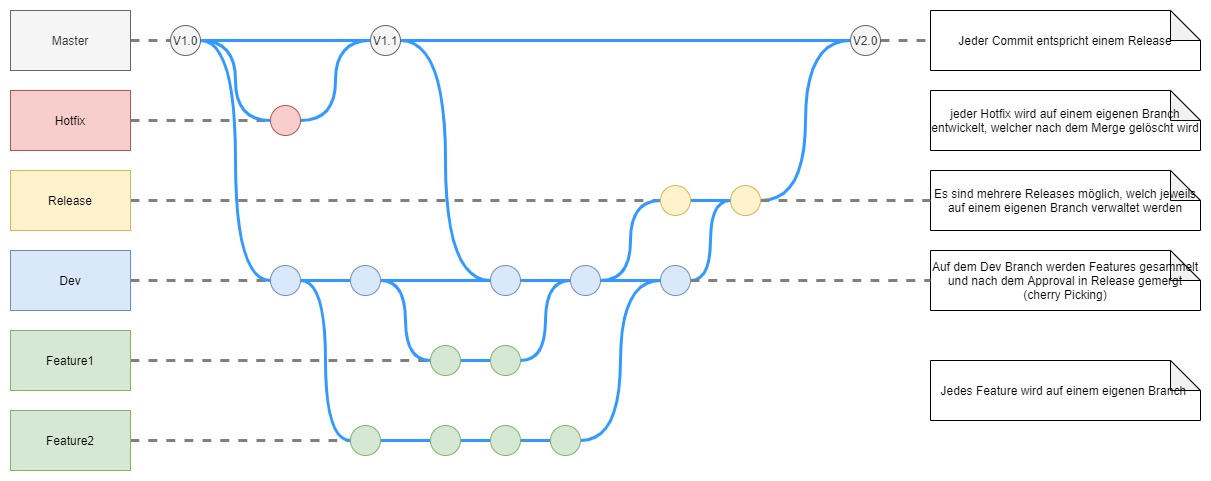 Master
V1.0
V1.1
V2.0
Jeder Commit entspricht einem Release
Hotfix
jeder Hotfix wird auf einem eigenen Branch
entwickelt, welcher nach dem Merge gelöscht wird
Release
Es sind mehrere Releases möglich, welch jeweils
auf einem eigenen Branch verwaltet werden
Dev
Auf dem Dev Branch werden Features gesammelt
und nach dem Approval in Release gemergt
(cherry Picking)
Feature1
Jedes Feature wird auf einem eigenen Branch
Feature2